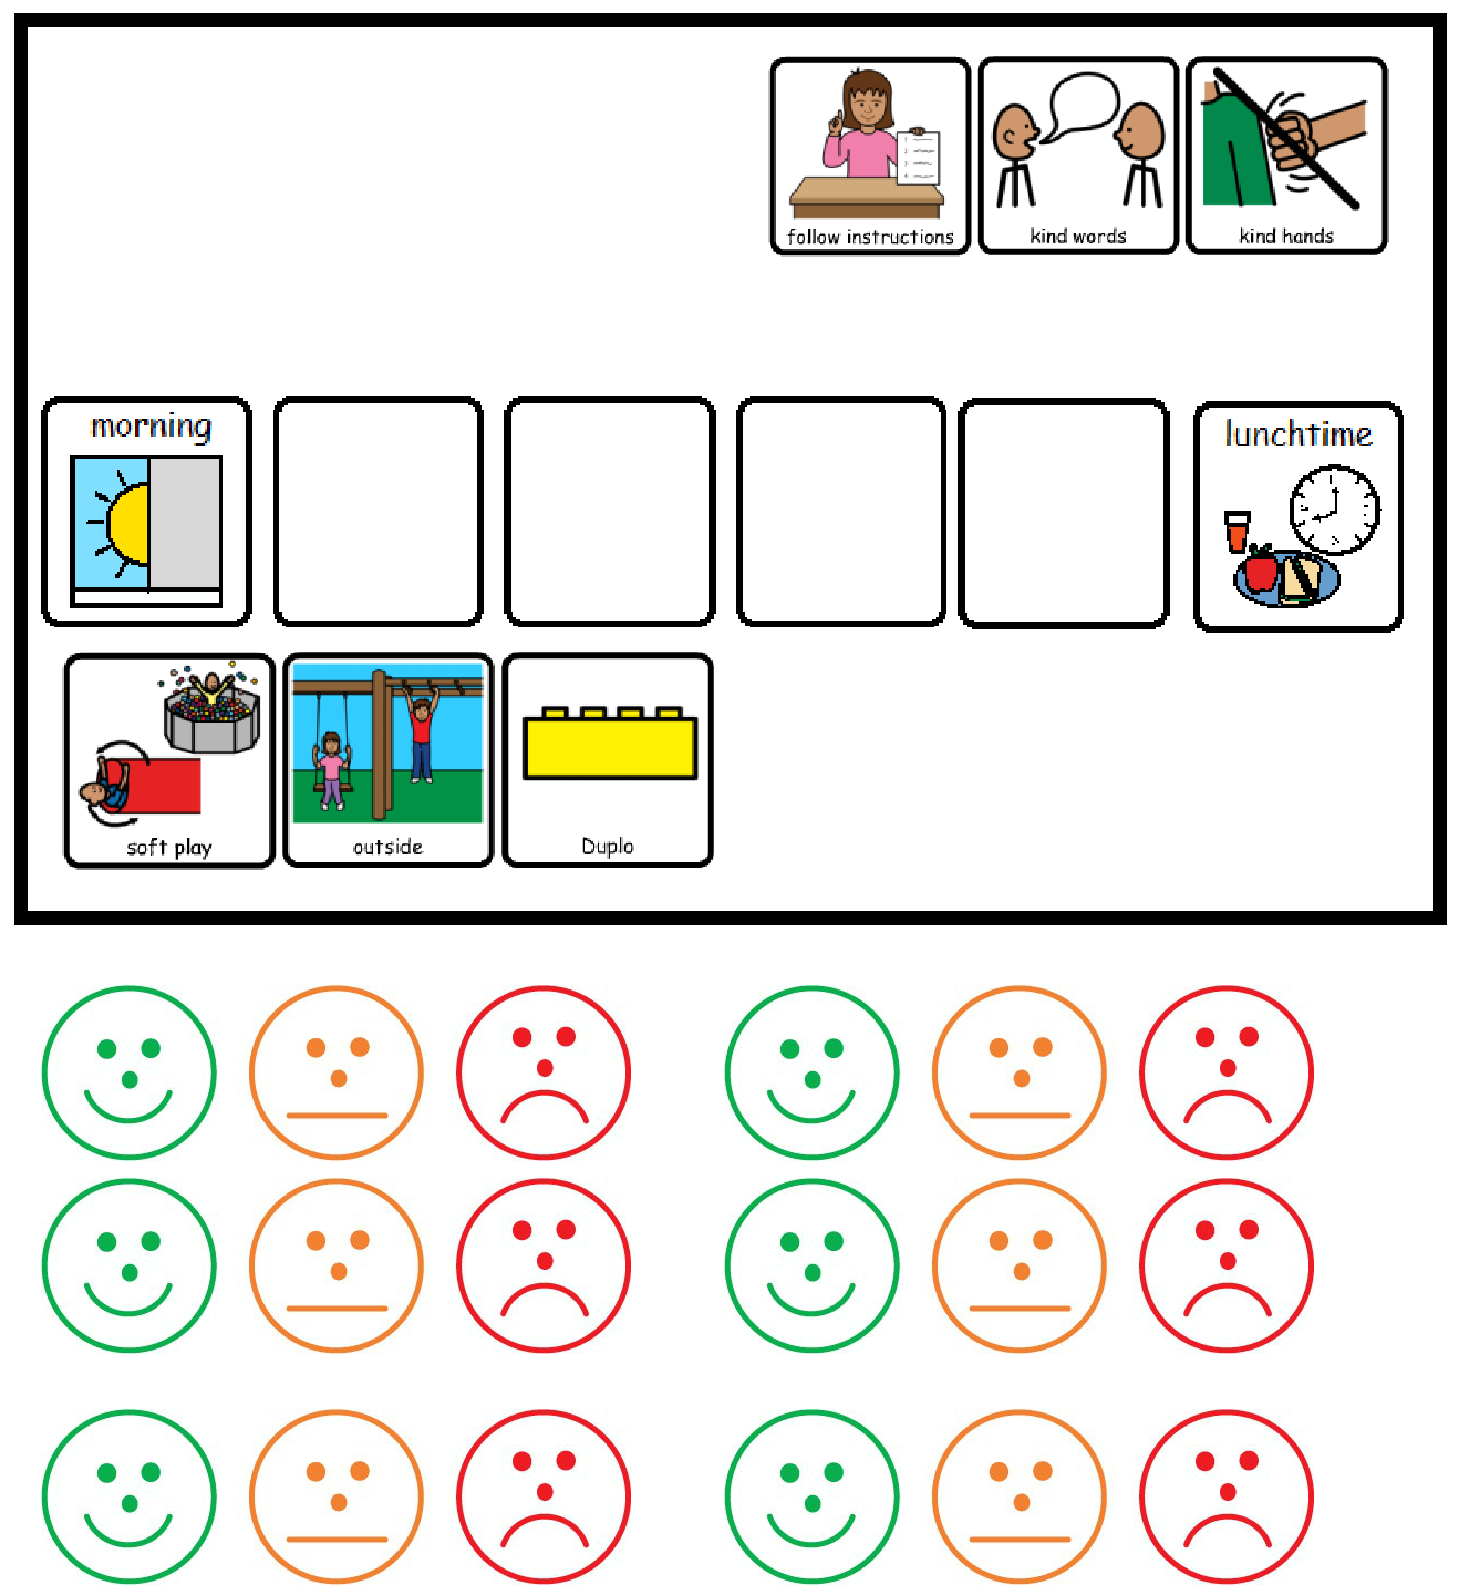 follow instructions
kind words
kind hands
morning
lunchtime
soft play
outside
Duplo